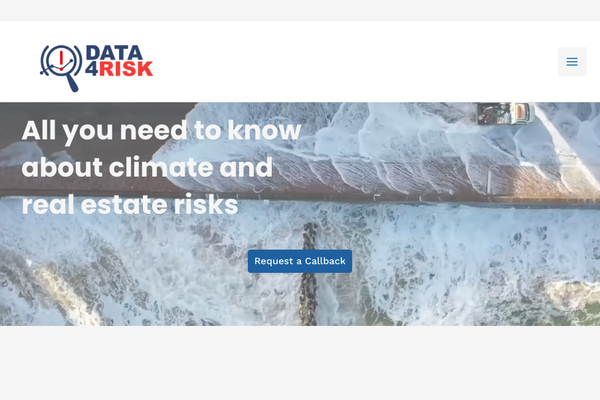 DATA
4RISK
All you need to know
about climate and
real estate risks
Request a Callback